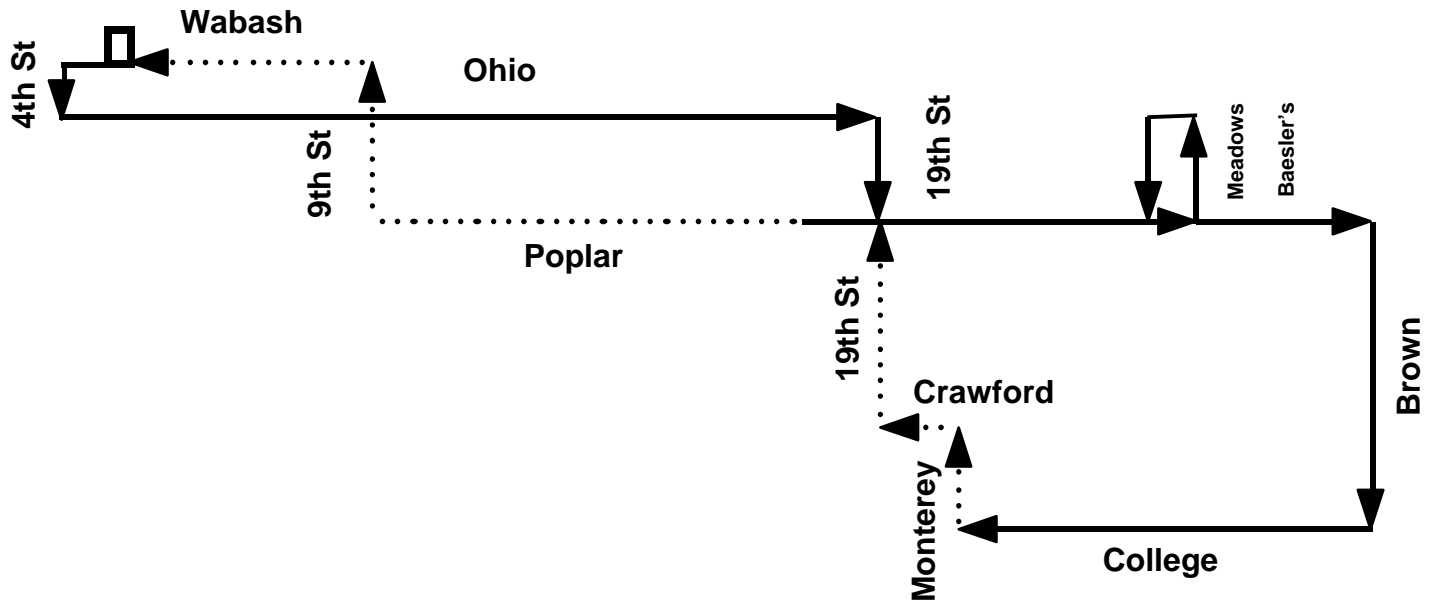 Wabash
4th St
Ohio
9th St
19th St
Meadows
Baesler's
Poplar
19th St
Crawford
Brown
Monterey
College